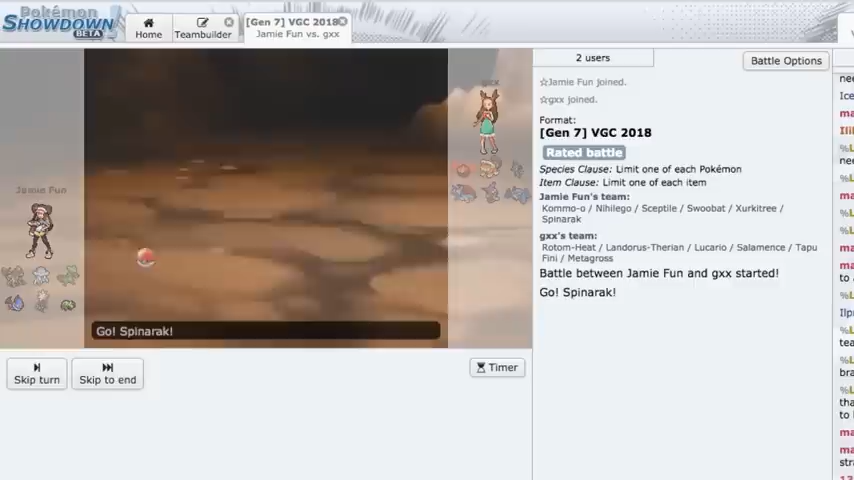 Pokémon
SHOWDOWN
BETA
Home
Teambuilder
[Gen 7] VGC 2018
Jamie Fun vs. gxx
2 users
Battle Options
☆Jamie Fun joined.
☆gxx joined.
Format:
[Gen 7] VGC 2018
Rated battle
Species Clause: Limit one of each Pokémon
Item Clause: Limit one of each item
Jamie Fun's team:
Kommo-o / Nihilego / Sceptile / Swoobat / Xurkitree /
Spinarak
gxx's team:
Rotom-Heat / Landorus-Therian / Lucario / Salamence / Tapu
Fini / Metagross
Battle between Jamie Fun and gxx started!
Go! Spinarak!
gxx
Jamie Fun
Go! Spinarak!
Skip turn
Skip to end
Timer